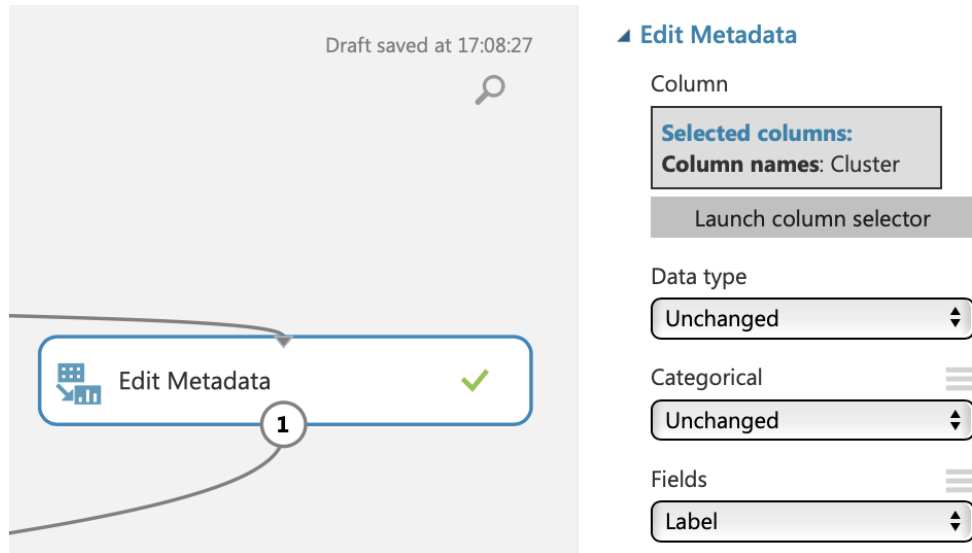 Draft saved at 17:08:27
Edit Metadata
1
Edit Metadata
Column
Selected columns:
Column names: Cluster
Launch column selector
Data type
Unchanged
Categorical
Unchanged
Fields
Label